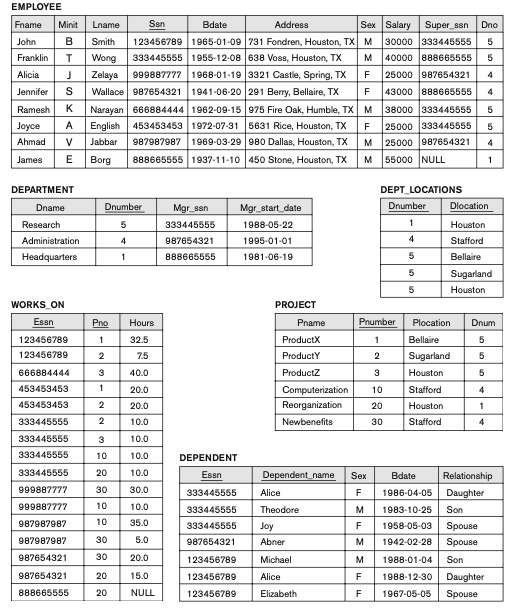 EMPLOYEE
Fname Minit Lname Ssn Bdate Address Sex Salary Super_ssn Dno
John B Smith 123456789 1965-01-09 731 Fondren, Houston, TX M 30000 333445555 5
Franklin T Wong 333445555 1955-12-08 638 Voss, Houston, TX M 40000 888665555 5
Alicia J Zelaya 999887777 1968-01-19 3321 Castle, Spring, TX F 25000 987654321 4
Jennifer S Wallace 987654321 1941-06-20 291 Berry, Bellaire, TX F 43000 888665555 4
Ramesh K Narayan 666884444 1962-09-15 975 Fire Oak, Humble, TX M 38000 333445555 5
Joyce A English 453453453 1972-07-31 5631 Rice, Houston, TX F 25000 333445555 5
Ahmad V Jabbar 987987987 1969-03-29 980 Dallas, Houston, TX M 25000 987654321 4
James E Borg 888665555 1937-11-10 450 Stone, Houston, TX M 55000 NULL 1
DEPARTMENT
Dname Dnumber Mgr_ssn Mgr_start_date
Research 5 333445555 1988-05-22
Administration 4 987654321 1995-01-01
Headquarters 1 888665555 1981-06-19
DEPT_LOCATIONS
Dnumber Dlocation
1 Houston
4 Stafford
5 Bellaire
5 Sugarland
5 Houston
WORKS_ON
Essn Pno Hours
123456789 1 32.5
123456789 2 7.5
666884444 3 40.0
453453453 1 20.0
453453453 2 20.0
333445555 2 10.0
333445555 3 10.0
333445555 10 10.0
333445555 20 10.0
999887777 30 30.0
999887777 10 10.0
987987987 10 35.0
987987987 30 5.0
987654321 30 20.0
987654321 20 15.0
888665555 20 NULL
PROJECT
Pname Pnumber Plocation Dnum
ProductX 1 Bellaire 5
ProductY 2 Sugarland 5
ProductZ 3 Houston 5
Computerization 10 Stafford 4
Reorganization 20 Houston 1
Newbenefits 30 Stafford 4
DEPENDENT
Essn Dependent_name Sex Bdate Relationship
333445555 Alice F 1986-04-05 Daughter
333445555 Theodore M 1983-10-25 Son
333445555 Joy F 1958-05-03 Spouse
987654321 Abner M 1942-02-28 Spouse
123456789 Michael M 1988-01-04 Son
123456789 Alice F 1988-12-30 Daughter
123456789 Elizabeth F 1967-05-05 Spouse